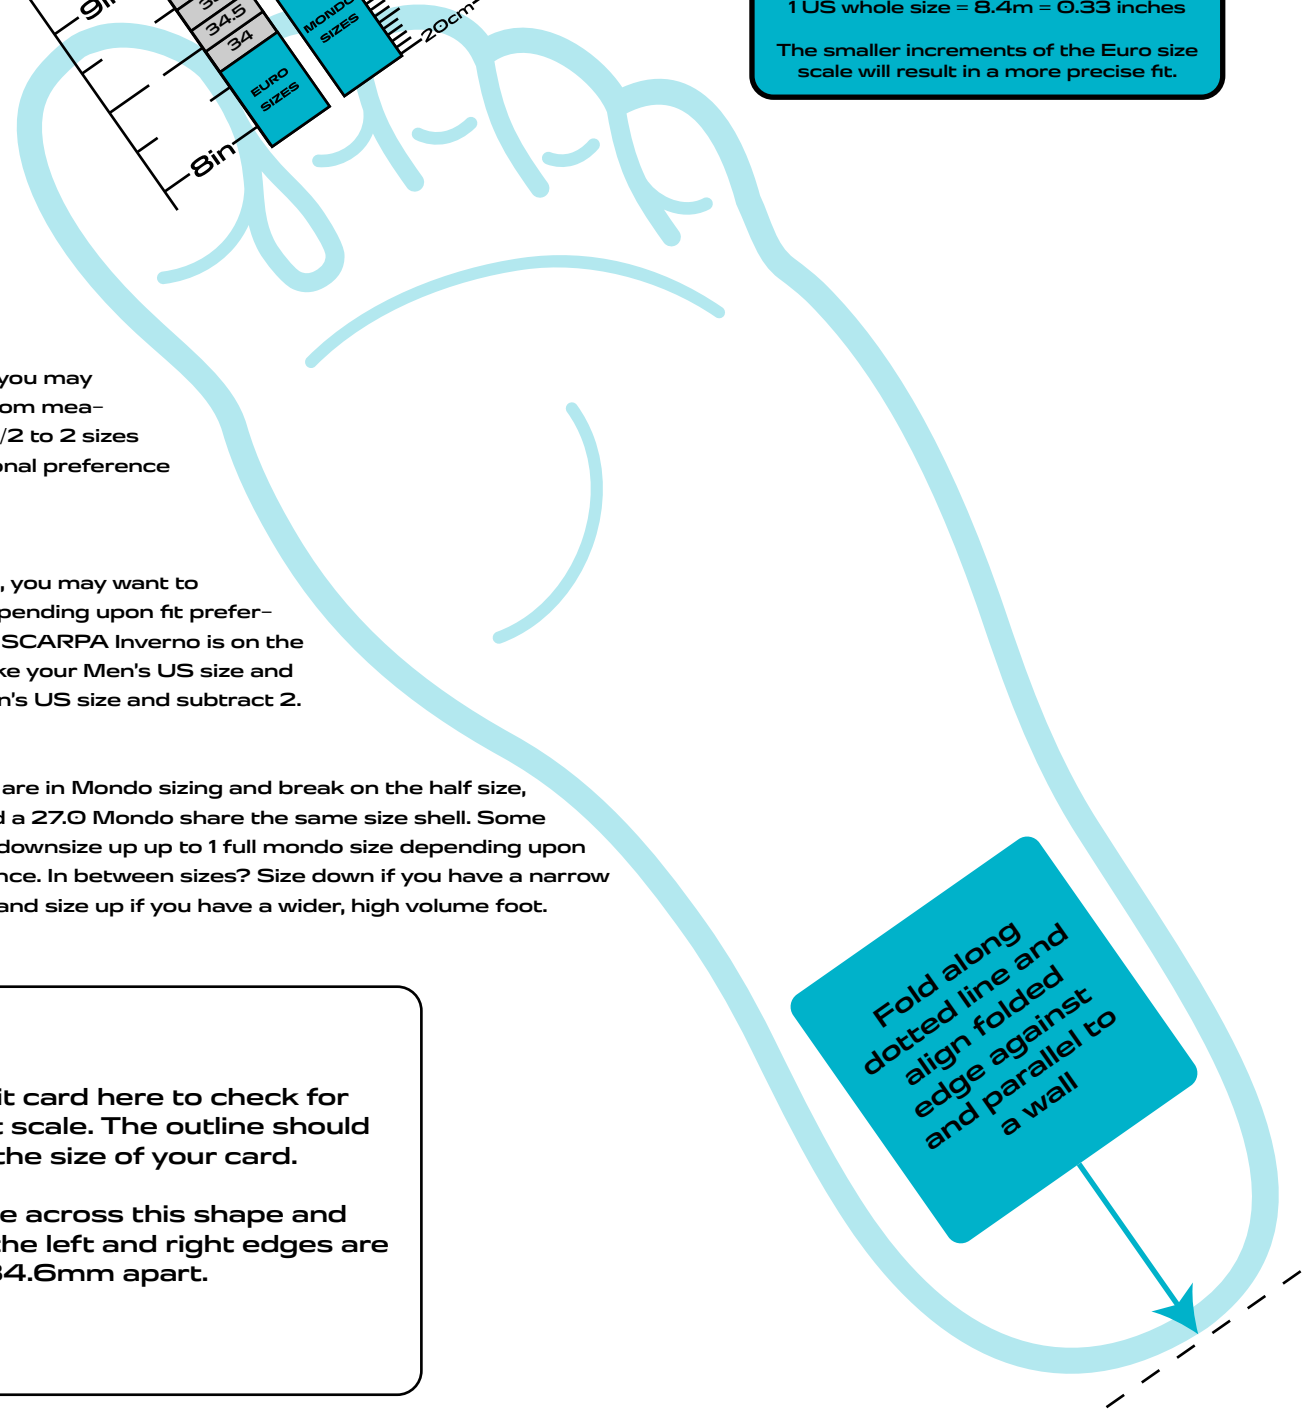 1 US whole size = 8.4m = 0.33 inches
The smaller increments of the Euro size
scale will result in a more precise fit.
34.5
34
EURO
SIZES
MONDO
SIZES
20cm
8in
you may
om mea-
/2 to 2 sizes
onal preference
, you may want to
pending upon fit prefer-
SCARPA Inverno is on the
ke your Men's US size and
n's US size and subtract 2.
are in Mondo sizing and break on the half size,
d a 27.0 Mondo share the same size shell. Some
downsize up up to 1 full mondo size depending upon
nce. In between sizes? Size down if you have a narrow
and size up if you have a wider, high volume foot.
Fold along
dotted line and
align folded
edge against
and parallel to
a wall
it card here to check for
t scale. The outline should
the size of your card.
e across this shape and
the left and right edges are
84.6mm apart.